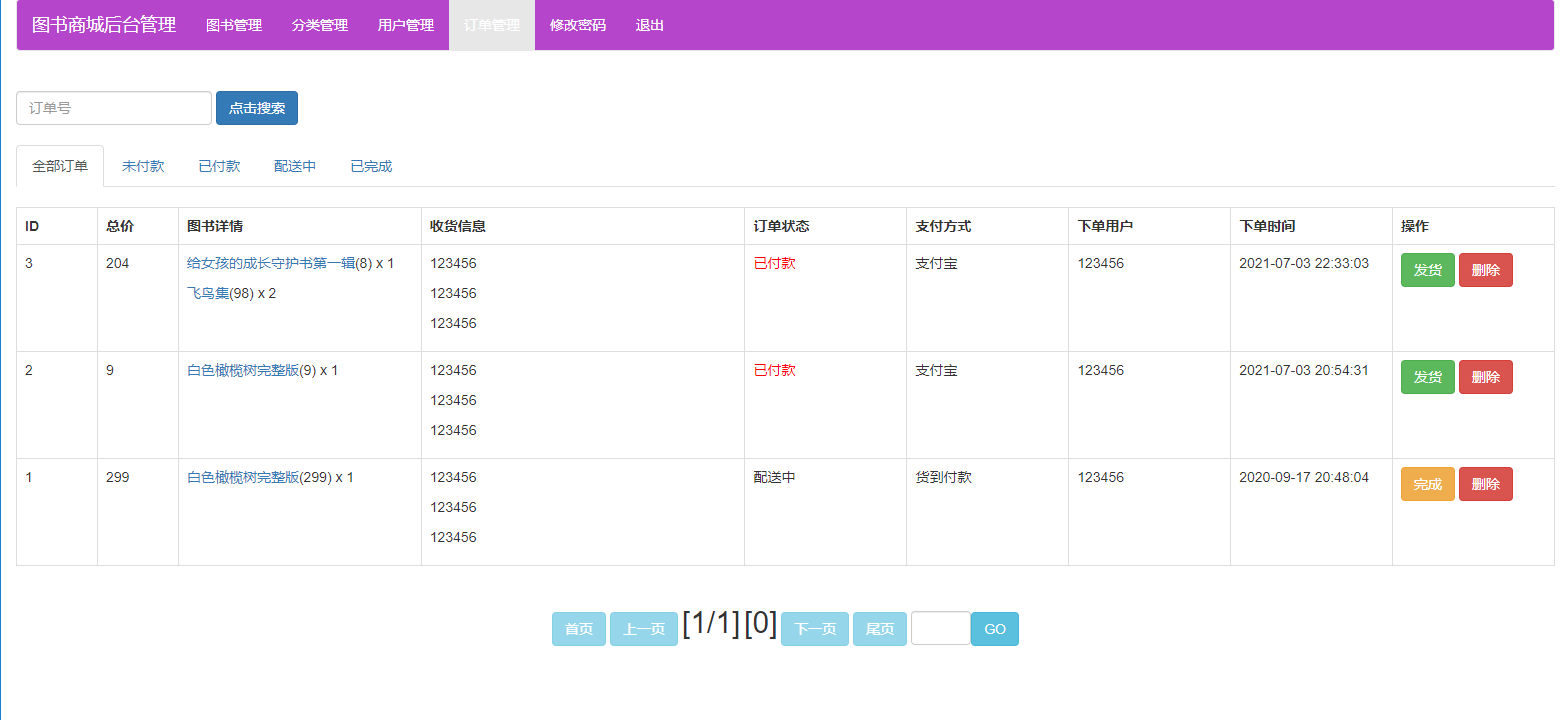 图书商城后台管理 图书管理 分类管理 用户管理 订单管理 修改密码 退出
订单号 点击搜索
全部订单 未付款 已付款 配送中 已完成
ID 总价 图书详情 收货信息 订单状态 支付方式 下单用户 下单时间 操作
3 204 给女孩的成长守护书第一辑(8) x 1 123456 已付款 支付宝 123456 2021-07-03 22:33:03 发货 删除
飞鸟集(98) x 2 123456
123456
2 9 白色橄榄树完整版(9) x 1 123456 已付款 支付宝 123456 2021-07-03 20:54:31 发货 删除
123456
123456
1 299 白色橄榄树完整版(299) x 1 123456 配送中 货到付款 123456 2020-09-17 20:48:04 完成 删除
123456
123456
首页 上一页 [1/1][0] 下一页 尾页 GO